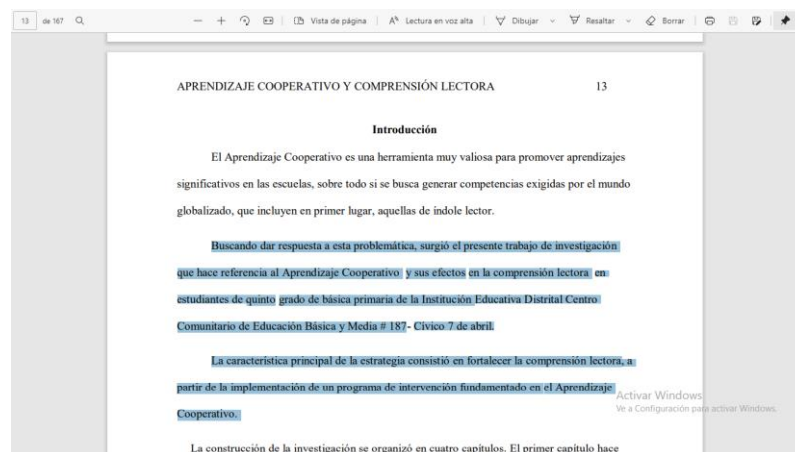 13 de 167 Vista de página Lectura en voz alta Dibujar Resaltar Borrar
APRENDIZAJE COOPERATIVO Y COMPRENSIÓN LECTORA 13
Introducción
El Aprendizaje Cooperativo es una herramienta muy valiosa para promover aprendizajes
significativos en las escuelas, sobre todo si se busca generar competencias exigidas por el mundo
globalizado, que incluyen en primer lugar, aquellas de índole lector.
Buscando dar respuesta a esta problemática, surgió el presente trabajo de investigación
que hace referencia al Aprendizaje Cooperativo y sus efectos en la comprensión lectora en
estudiantes de quinto grado de básica primaria de la Institución Educativa Distrital Centro
Comunitario de Educación Básica y Media # 187- Cívico 7 de abril.
La característica principal de la estrategia consistió en fortalecer la comprensión lectora, a
partir de la implementación de un programa de intervención fundamentado en el Aprendizaje
Cooperativo.
Activar Windows
Ve a Configuración para activar Windows.
La construcción de la investigación se organizó en cuatro capítulos. El primer capítulo hace